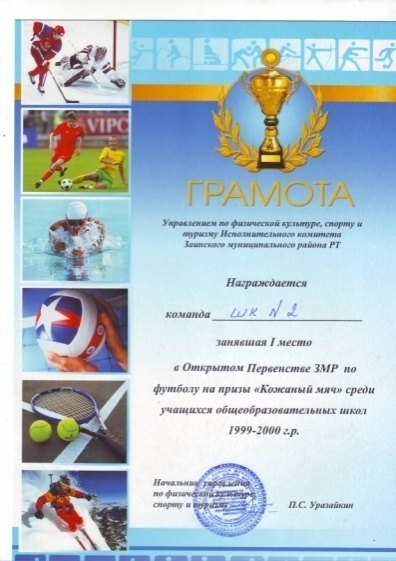 VIPO
ГРАМОТА
Управлением по физической культуре, спорту и
туризму Исполнительного комитета
Заинского муниципального района РТ
Награждается
команда шк №2
занявшая I место
в Открытом Первенстве ЗМР по
футболу на призы «Кожаный мяч» среди
учащихся общеобразовательных школ
1999-2000 г.р.
Начальник управления
по физической культуре,
спорту и туризму
П.С. Уразайкин